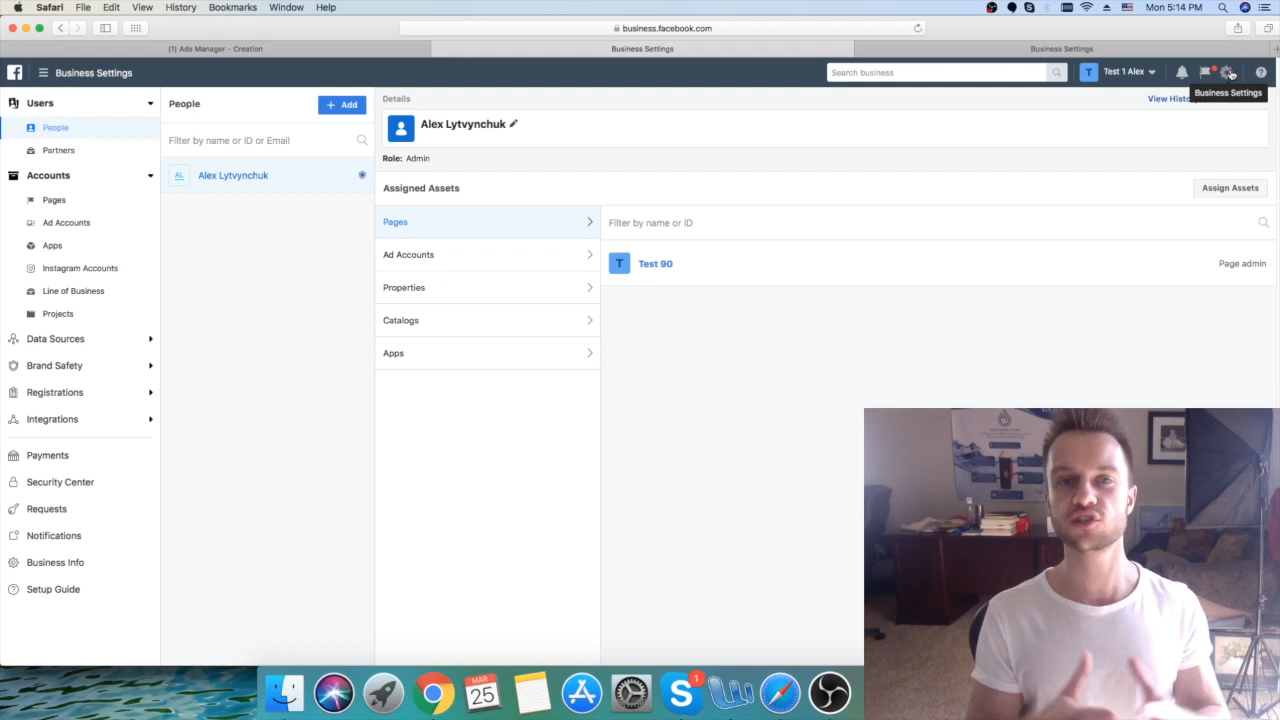 Safari File Edit View History Bookmarks Window Help
Mon 5:14 PM
business.facebook.com
(1) Ads Manager - Creation
Business Settings
Business Settings
Business Settings
Search business
T Test 1 Alex
Business Settings
Users
People
Partners
Accounts
Pages
Ad Accounts
Apps
Instagram Accounts
Line of Business
Projects
Data Sources
Brand Safety
Registrations
Integrations
Payments
Security Center
Requests
Notifications
Business Info
Setup Guide
People
+ Add
Filter by name or ID or Email
AL Alex Lytvynchuk
Details
View Histo
Alex Lytvynchuk
Role: Admin
Assigned Assets
Assign Assets
Pages
Ad Accounts
Properties
Catalogs
Apps
Filter by name or ID
T Test 90
Page admin
MAR
25
1